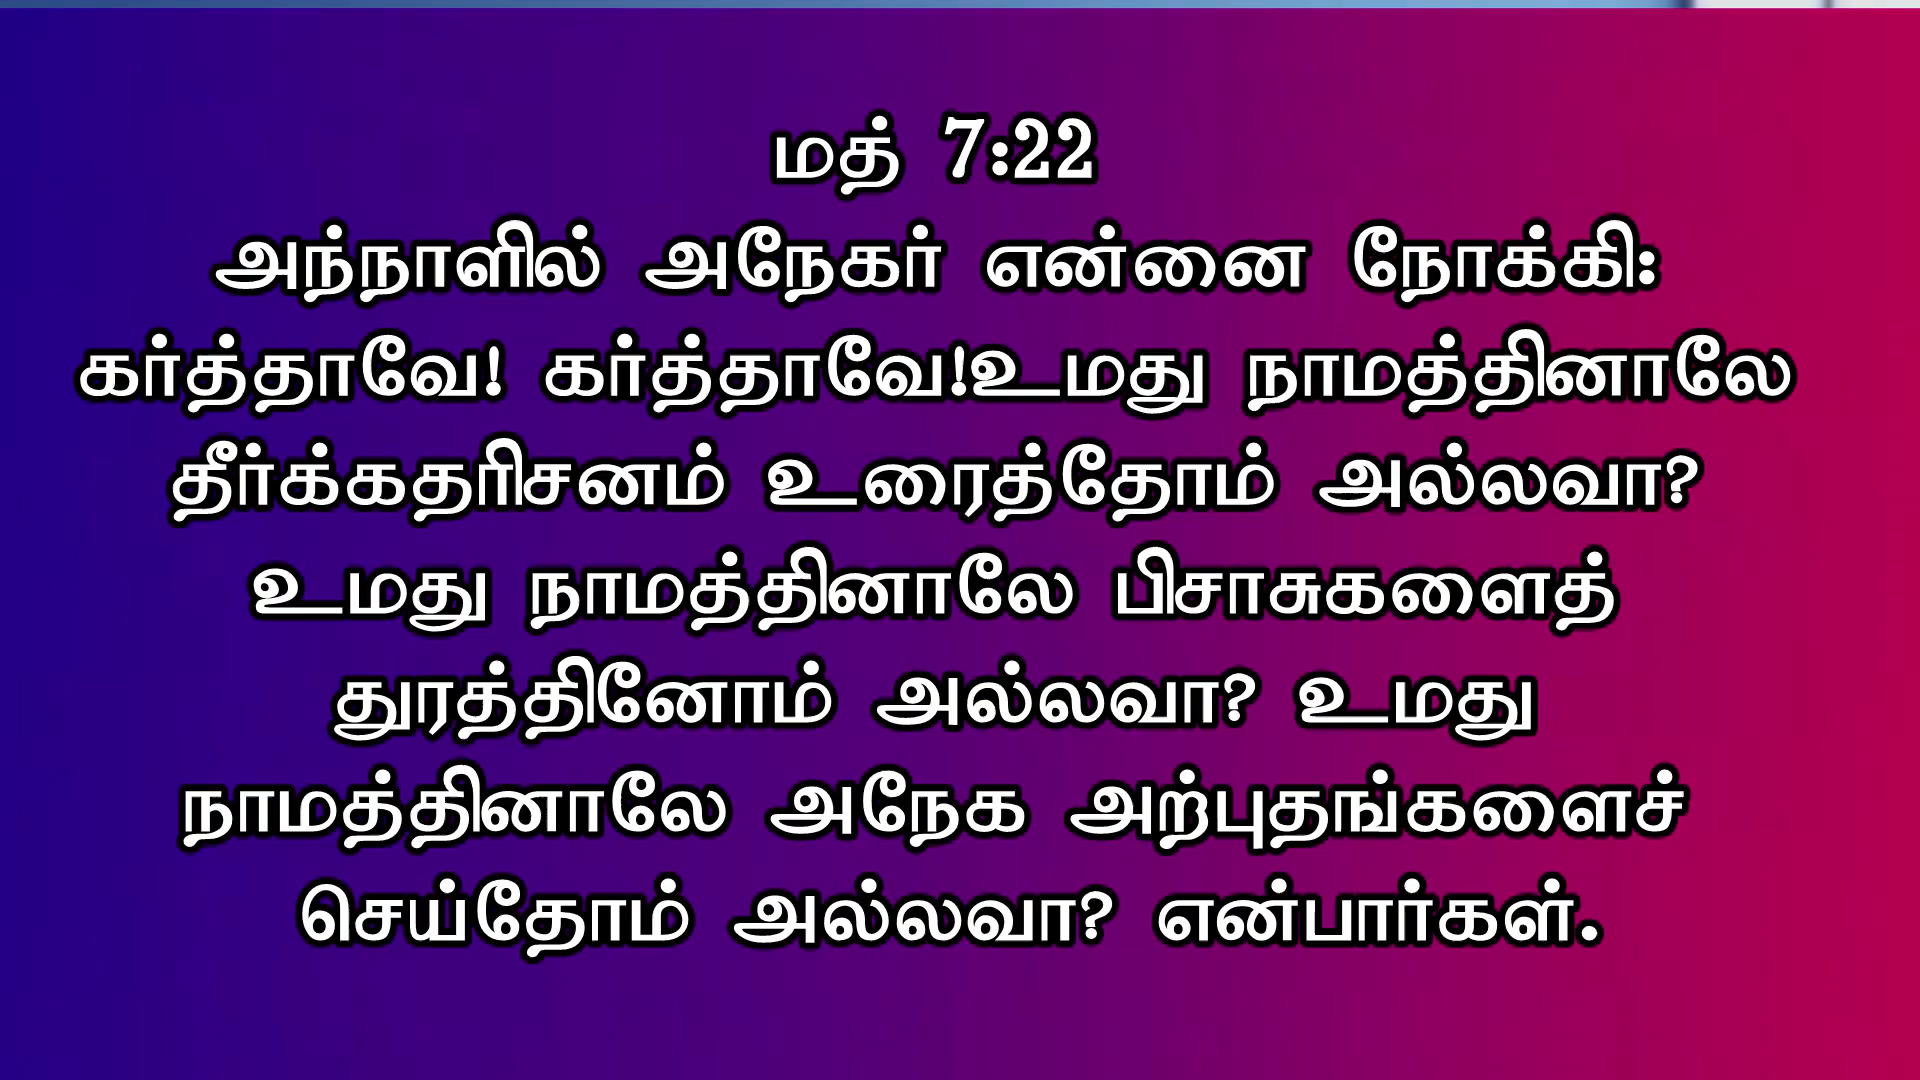 மத் 7:22
அந்நாளில் அநேகர் என்னை நோக்கி:
கர்த்தாவே! கர்த்தாவே!உமது நாமத்தினாலே
தீர்க்கதரிசனம் உரைத்தோம் அல்லவா?
உமது நாமத்தினாலே பிசாசுகளைத்
துரத்தினோம் அல்லவா? உமது
நாமத்தினாலே அநேக அற்புதங்களைச்
செய்தோம் அல்லவா? என்பார்கள்.